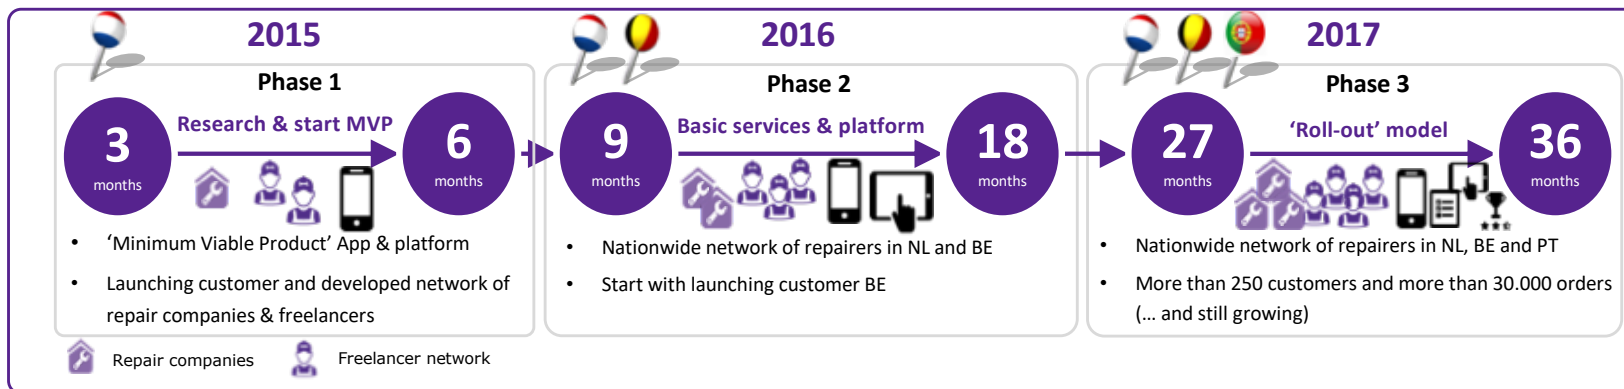 2015
Phase 1
3
months
Research & start MVP
6
months
• ‘Minimum Viable Product’ App & platform
• Launching customer and developed network of
repair companies & freelancers
2016
Phase 2
9
months
Basic services & platform
18
months
• Nationwide network of repairers in NL and BE
• Start with launching customer BE
2017
Phase 3
27
months
‘Roll-out’ model
36
months
• Nationwide network of repairers in NL, BE and PT
• More than 250 customers and more than 30.000 orders
(... and still growing)
Repair companies
Freelancer network